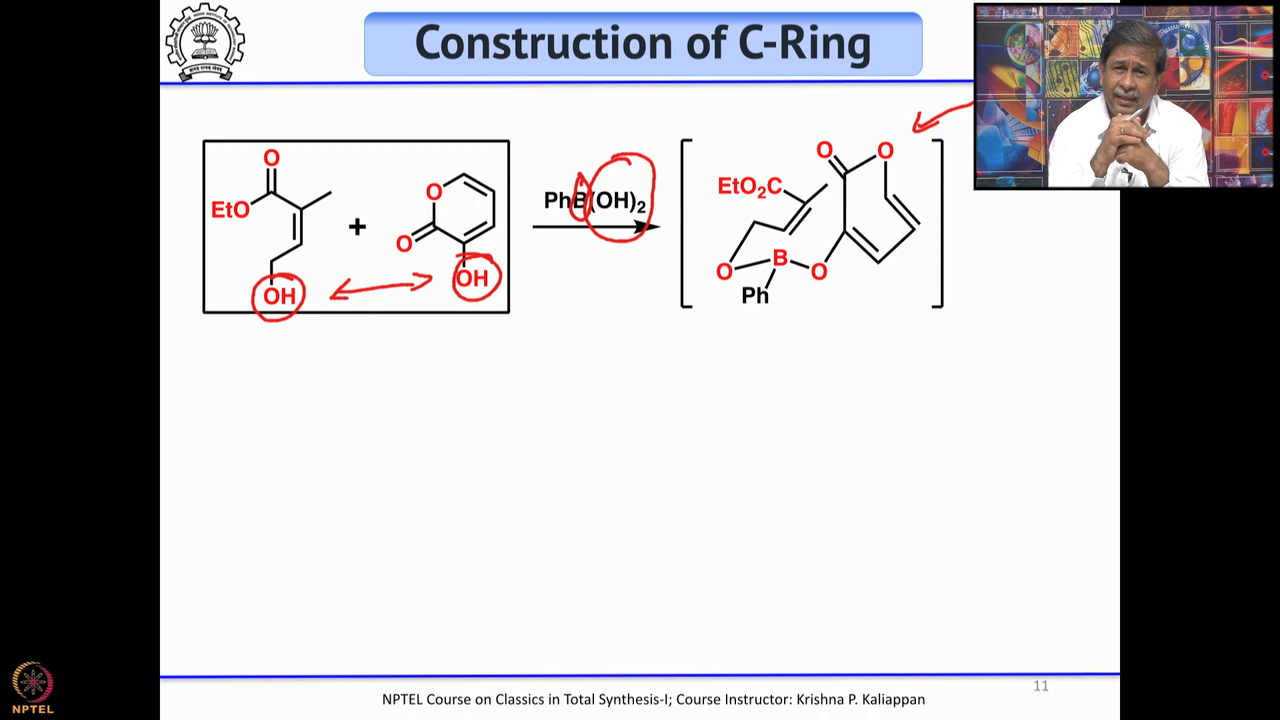 Construction of C-Ring
O
EtO
OH
+
O
O
OH
PhB(OH)2
EtO2C
O
O
O
B
O
Ph
11
NPTEL Course on Classics in Total Synthesis-I; Course Instructor: Krishna P. Kaliappan
NPTEL